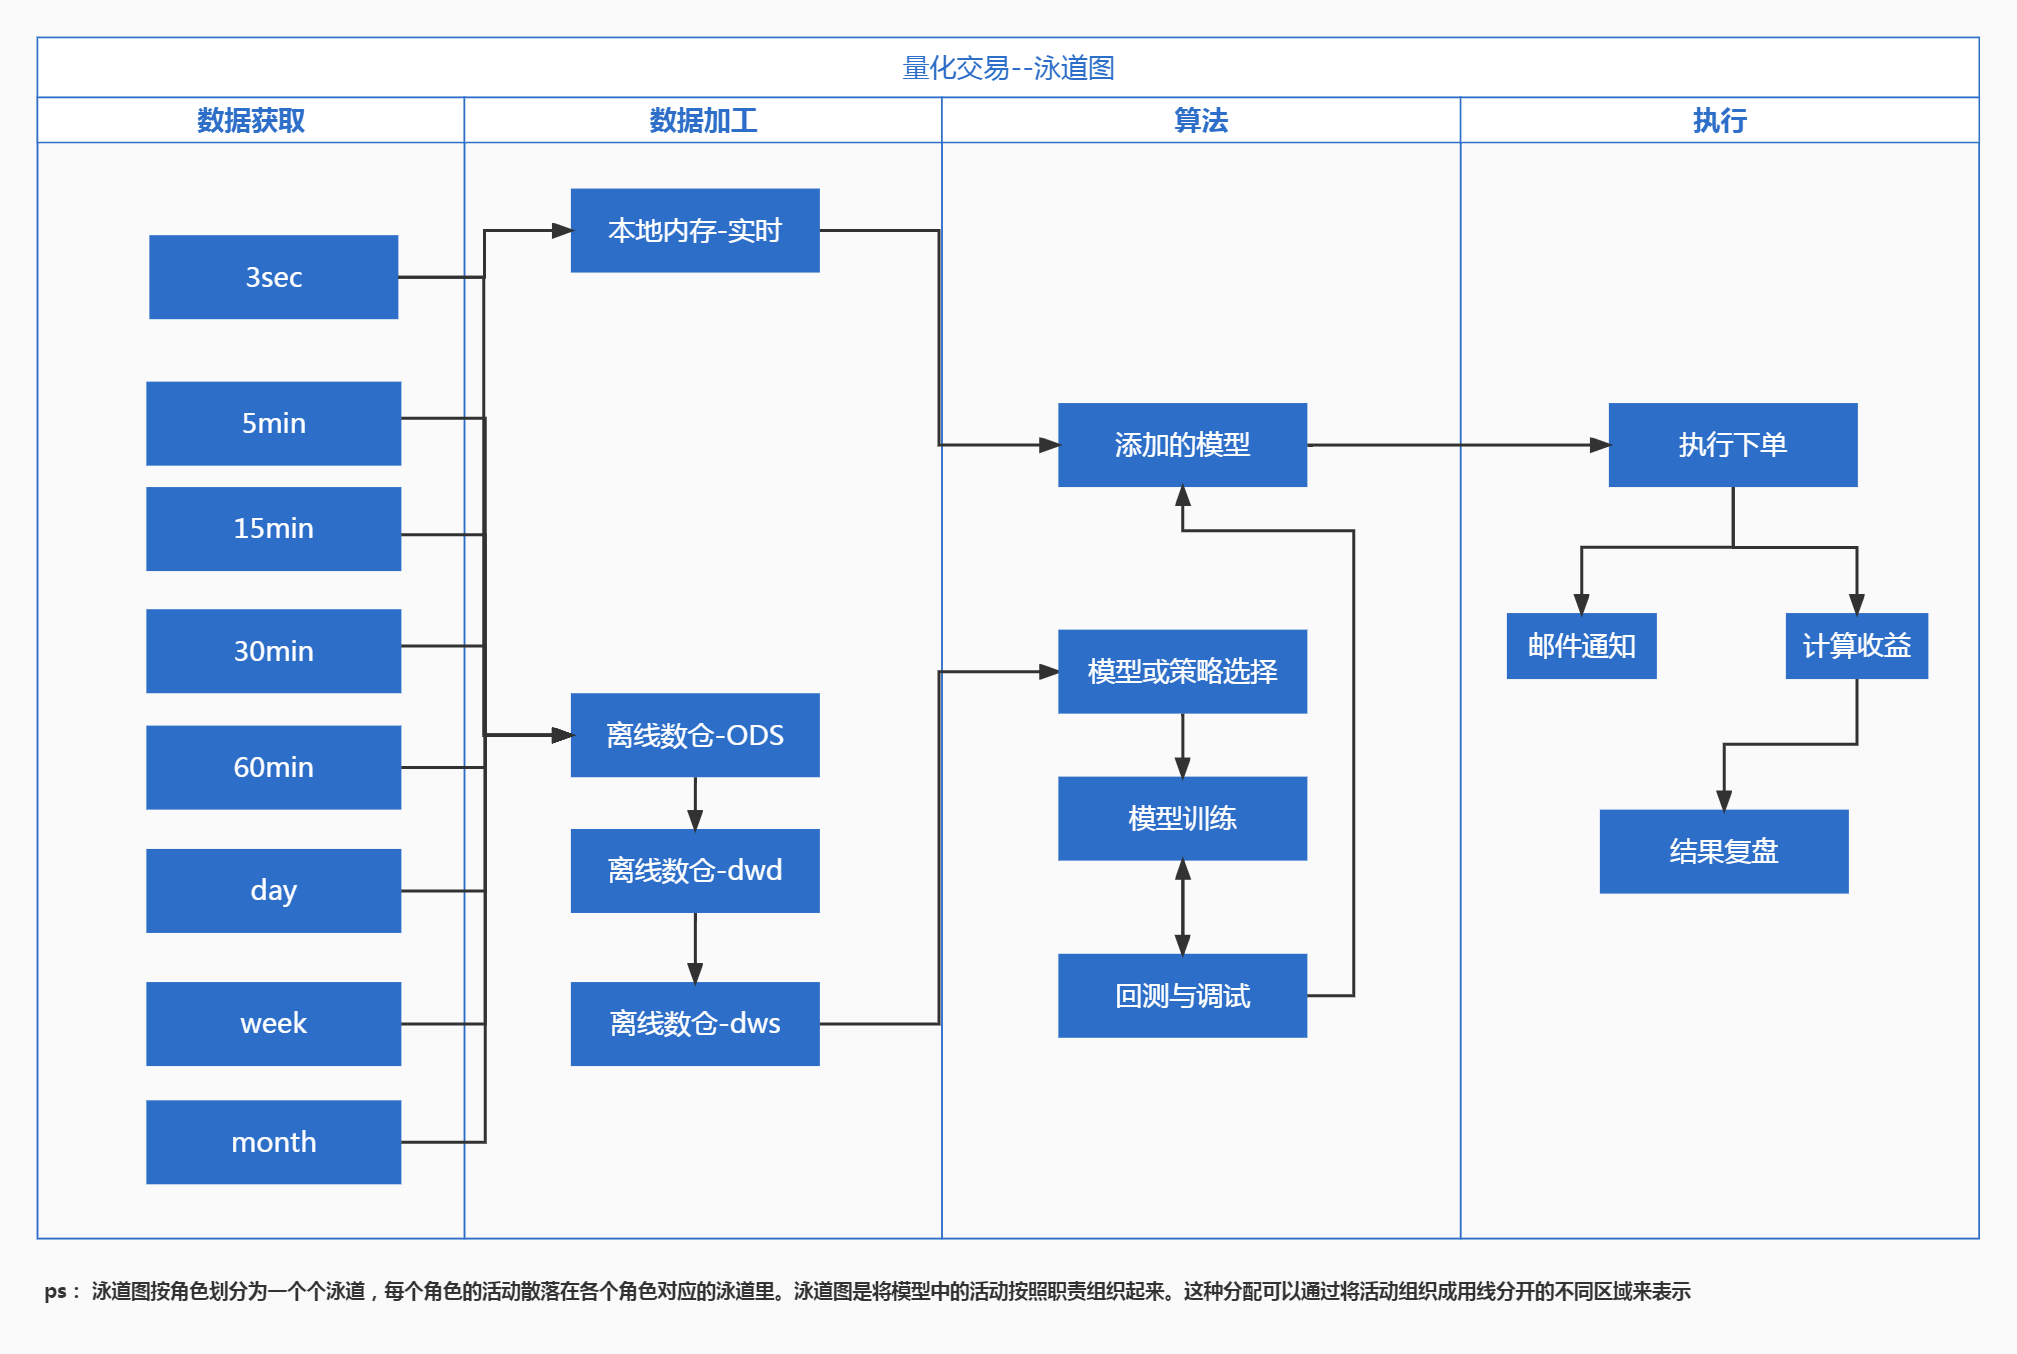 量化交易--泳道图
数据获取
数据加工
算法
执行
3sec
5min
15min
30min
60min
day
week
month
本地内存-实时
离线数仓-ODS
离线数仓-dwd
离线数仓-dws
添加的模型
模型或策略选择
模型训练
回测与调试
执行下单
邮件通知
计算收益
结果复盘
ps： 泳道图按角色划分为一个个泳道，每个角色的活动散落在各个角色对应的泳道里。泳道图是将模型中的活动按照职责组织起来。这种分配可以通过将活动组织成用线分开的不同区域来表示